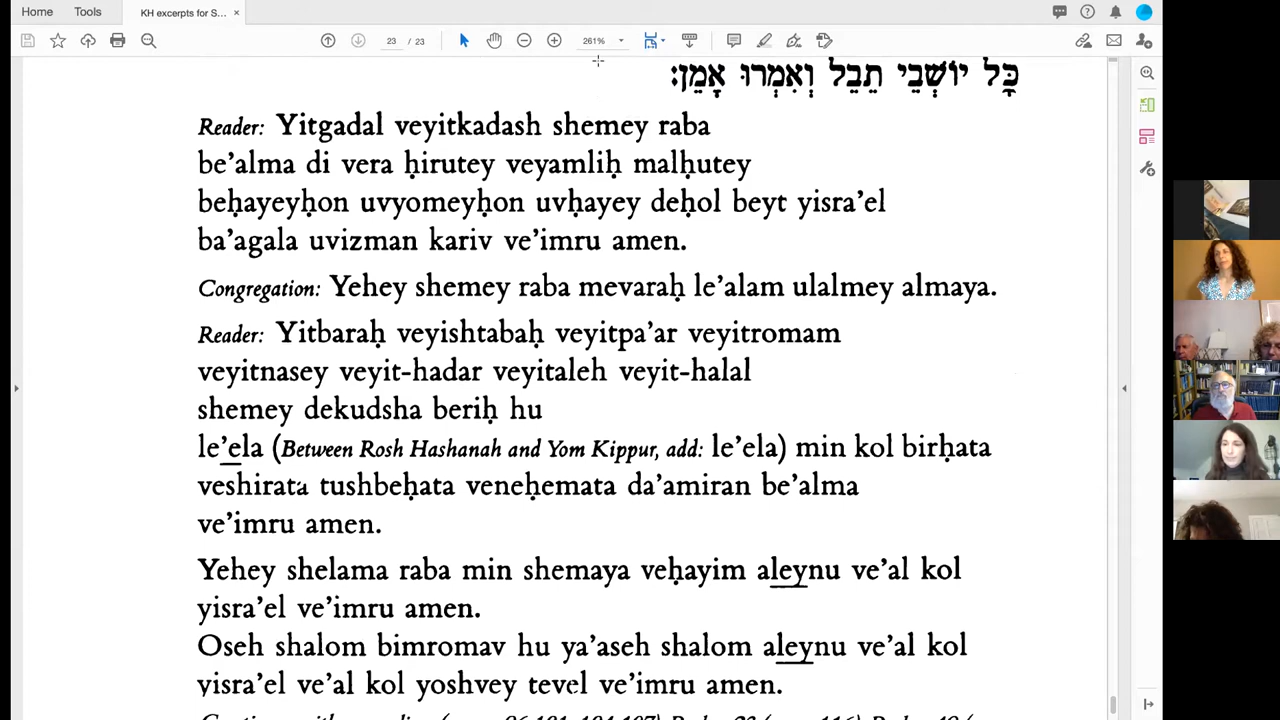 Home Tools KH excerpts for S... ×
23 / 23 261%
כָּל יוֹשְׁבֵי תֵבֵל וְאִמְרוּ אָמֵן:
Reader: Yitgadal veyitkadash shemey raba
be’alma di vera ḥirutey veyamliḥ malḥutey
beḥayeyḥon uvyomeyḥon uvḥayey deḥol beyt yisra’el
ba’agala uvizman kariv ve’imru amen.
Congregation: Yehey shemey raba mevaraḥ le’alam ulalmey almaya.
Reader: Yitbaraḥ veyishtabaḥ veyitpa’ar veyitromam
veyitnasey veyit-hadar veyitaleh veyit-halal
shemey dekudsha beriḥ hu
le’ela (Between Rosh Hashanah and Yom Kippur, add: le’ela) min kol birḥata
veshirata tushbeḥata veneḥemata da’amiran be’alma
ve’imru amen.
Yehey shelama raba min shemaya veḥayim aleynu ve’al kol
yisra’el ve’imru amen.
Oseh shalom bimromav hu ya’aseh shalom aleynu ve’al kol
yisra’el ve’al kol yoshvey tevel ve’imru amen.